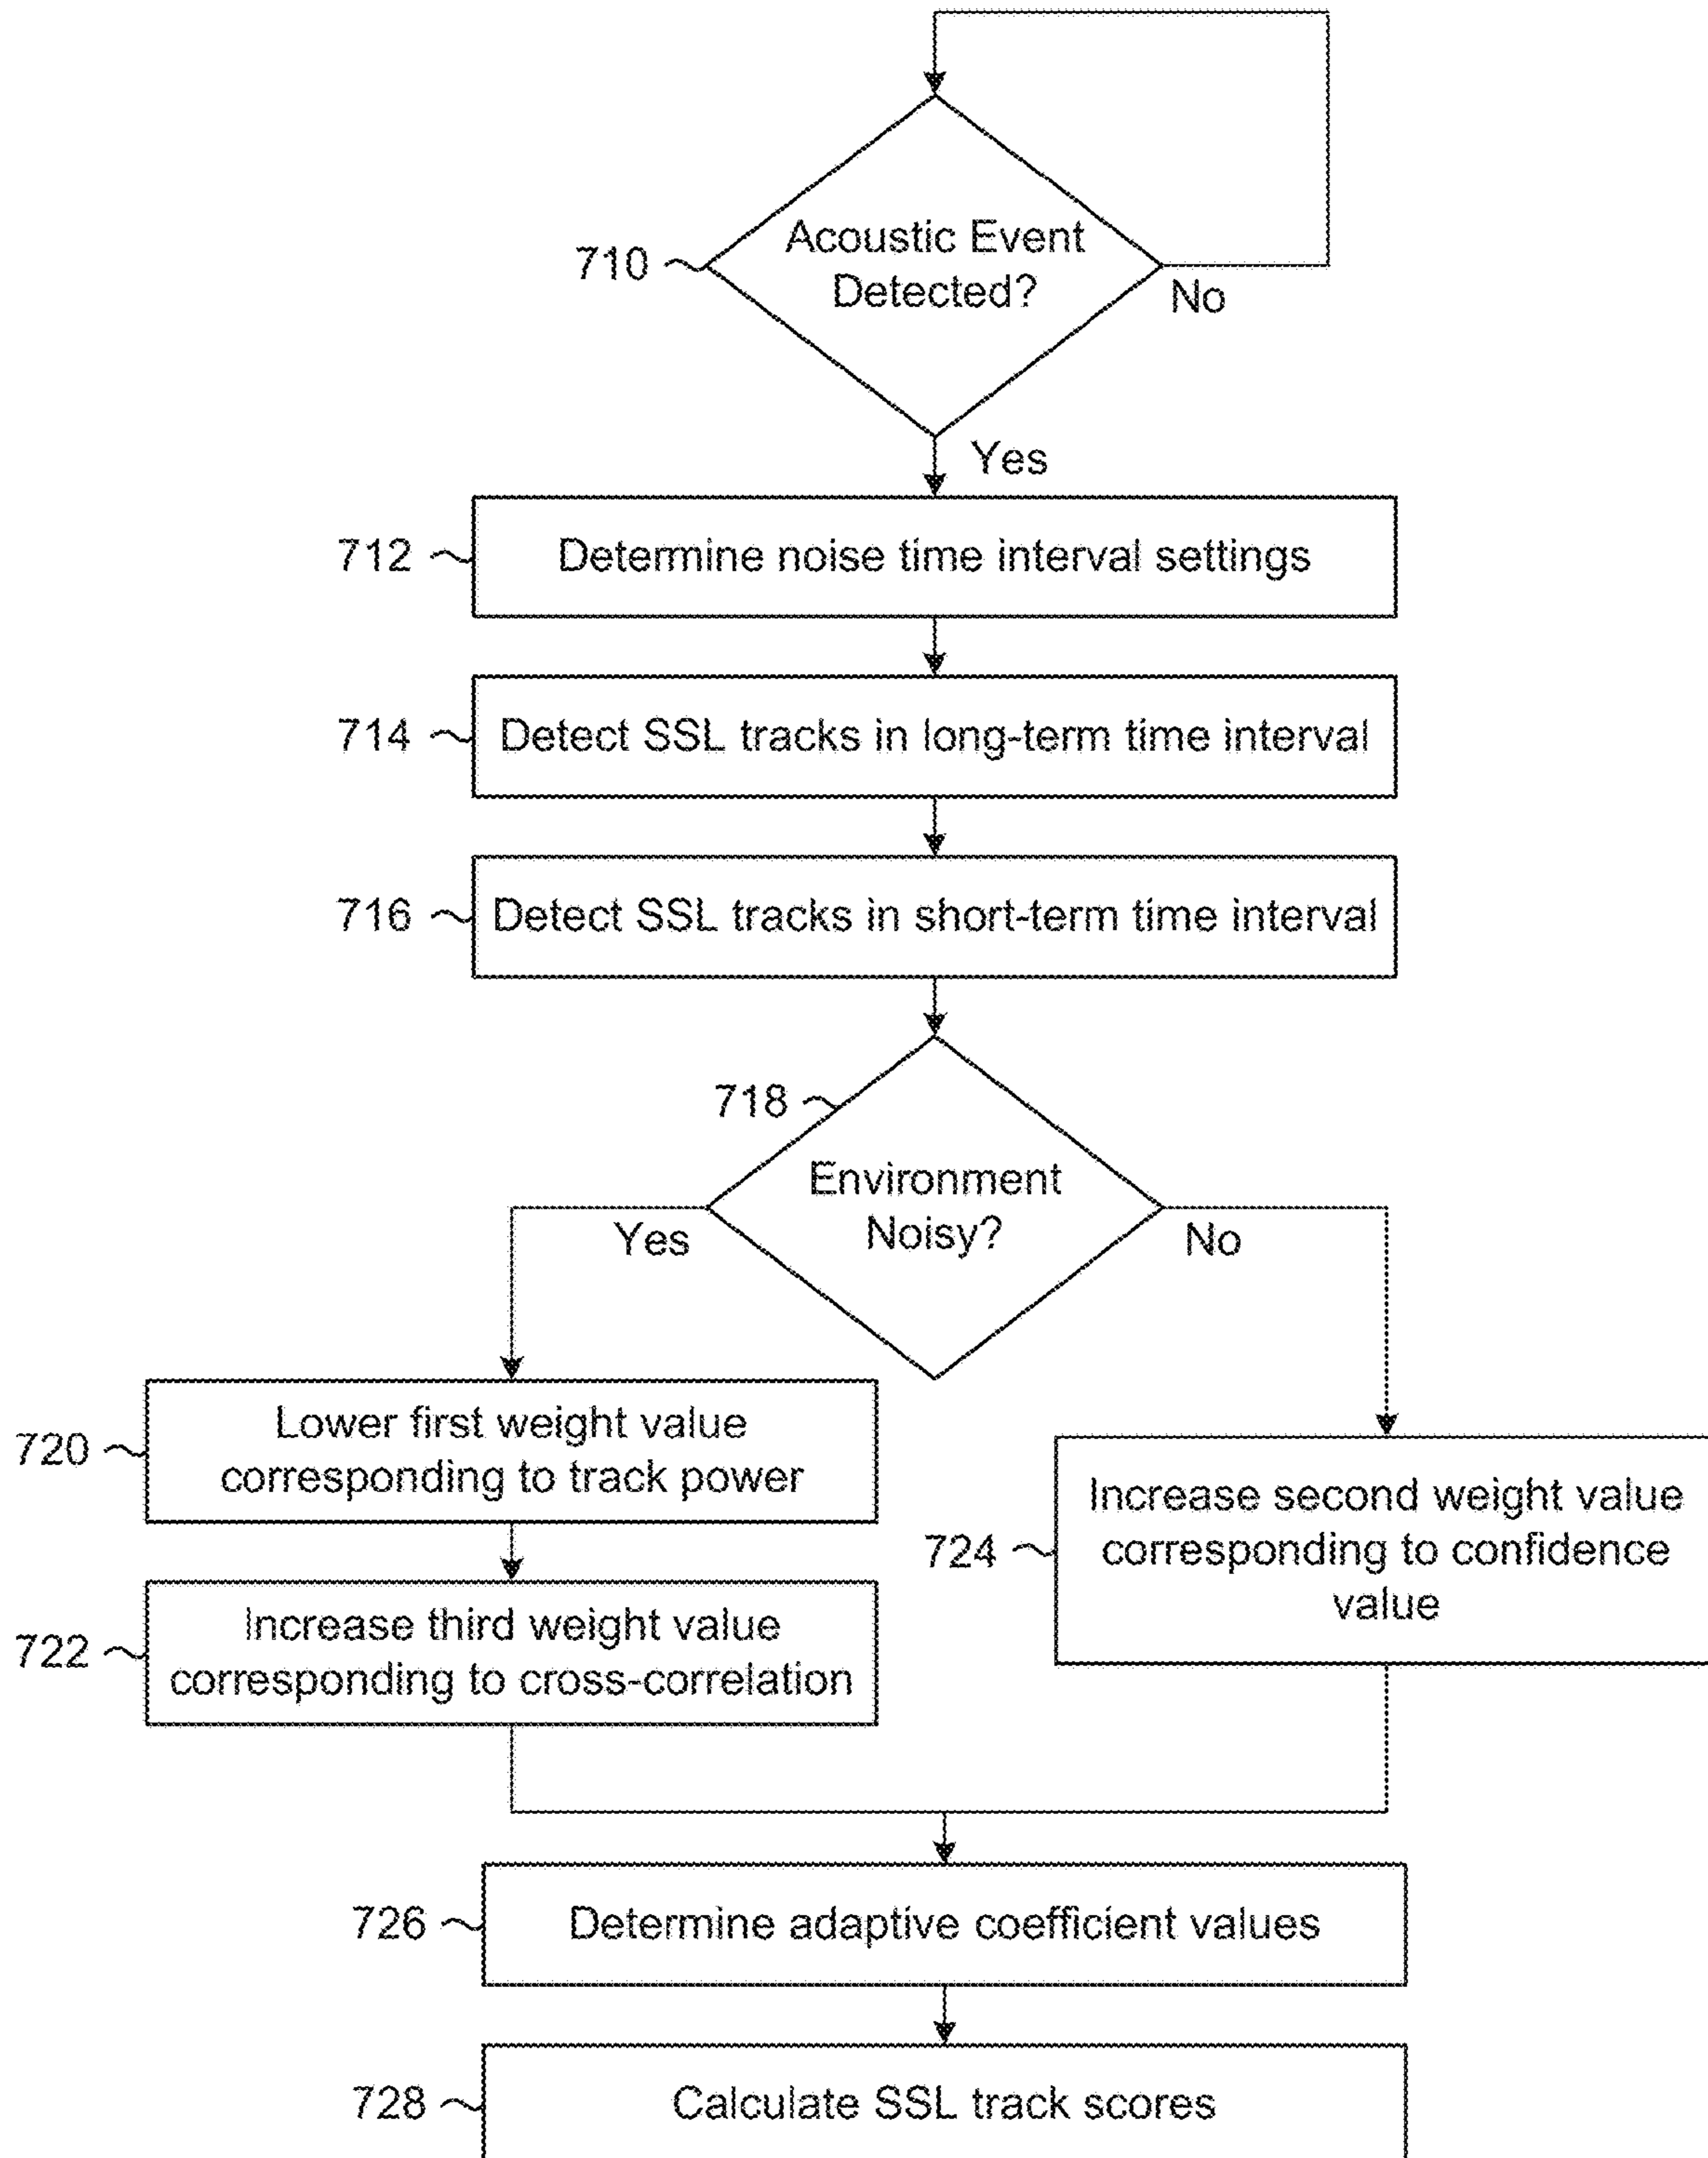 Acoustic Event
Detected?
710
No
Yes
712
Determine noise time interval settings
714
Detect SSL tracks in long-term time interval
716
Detect SSL tracks in short-term time interval
718
Environment
Noisy?
Yes
No
720
Lower first weight value
corresponding to track power
722
Increase third weight value
corresponding to cross-correlation
724
Increase second weight value
corresponding to confidence
value
726
Determine adaptive coefficient values
728
Calculate SSL track scores